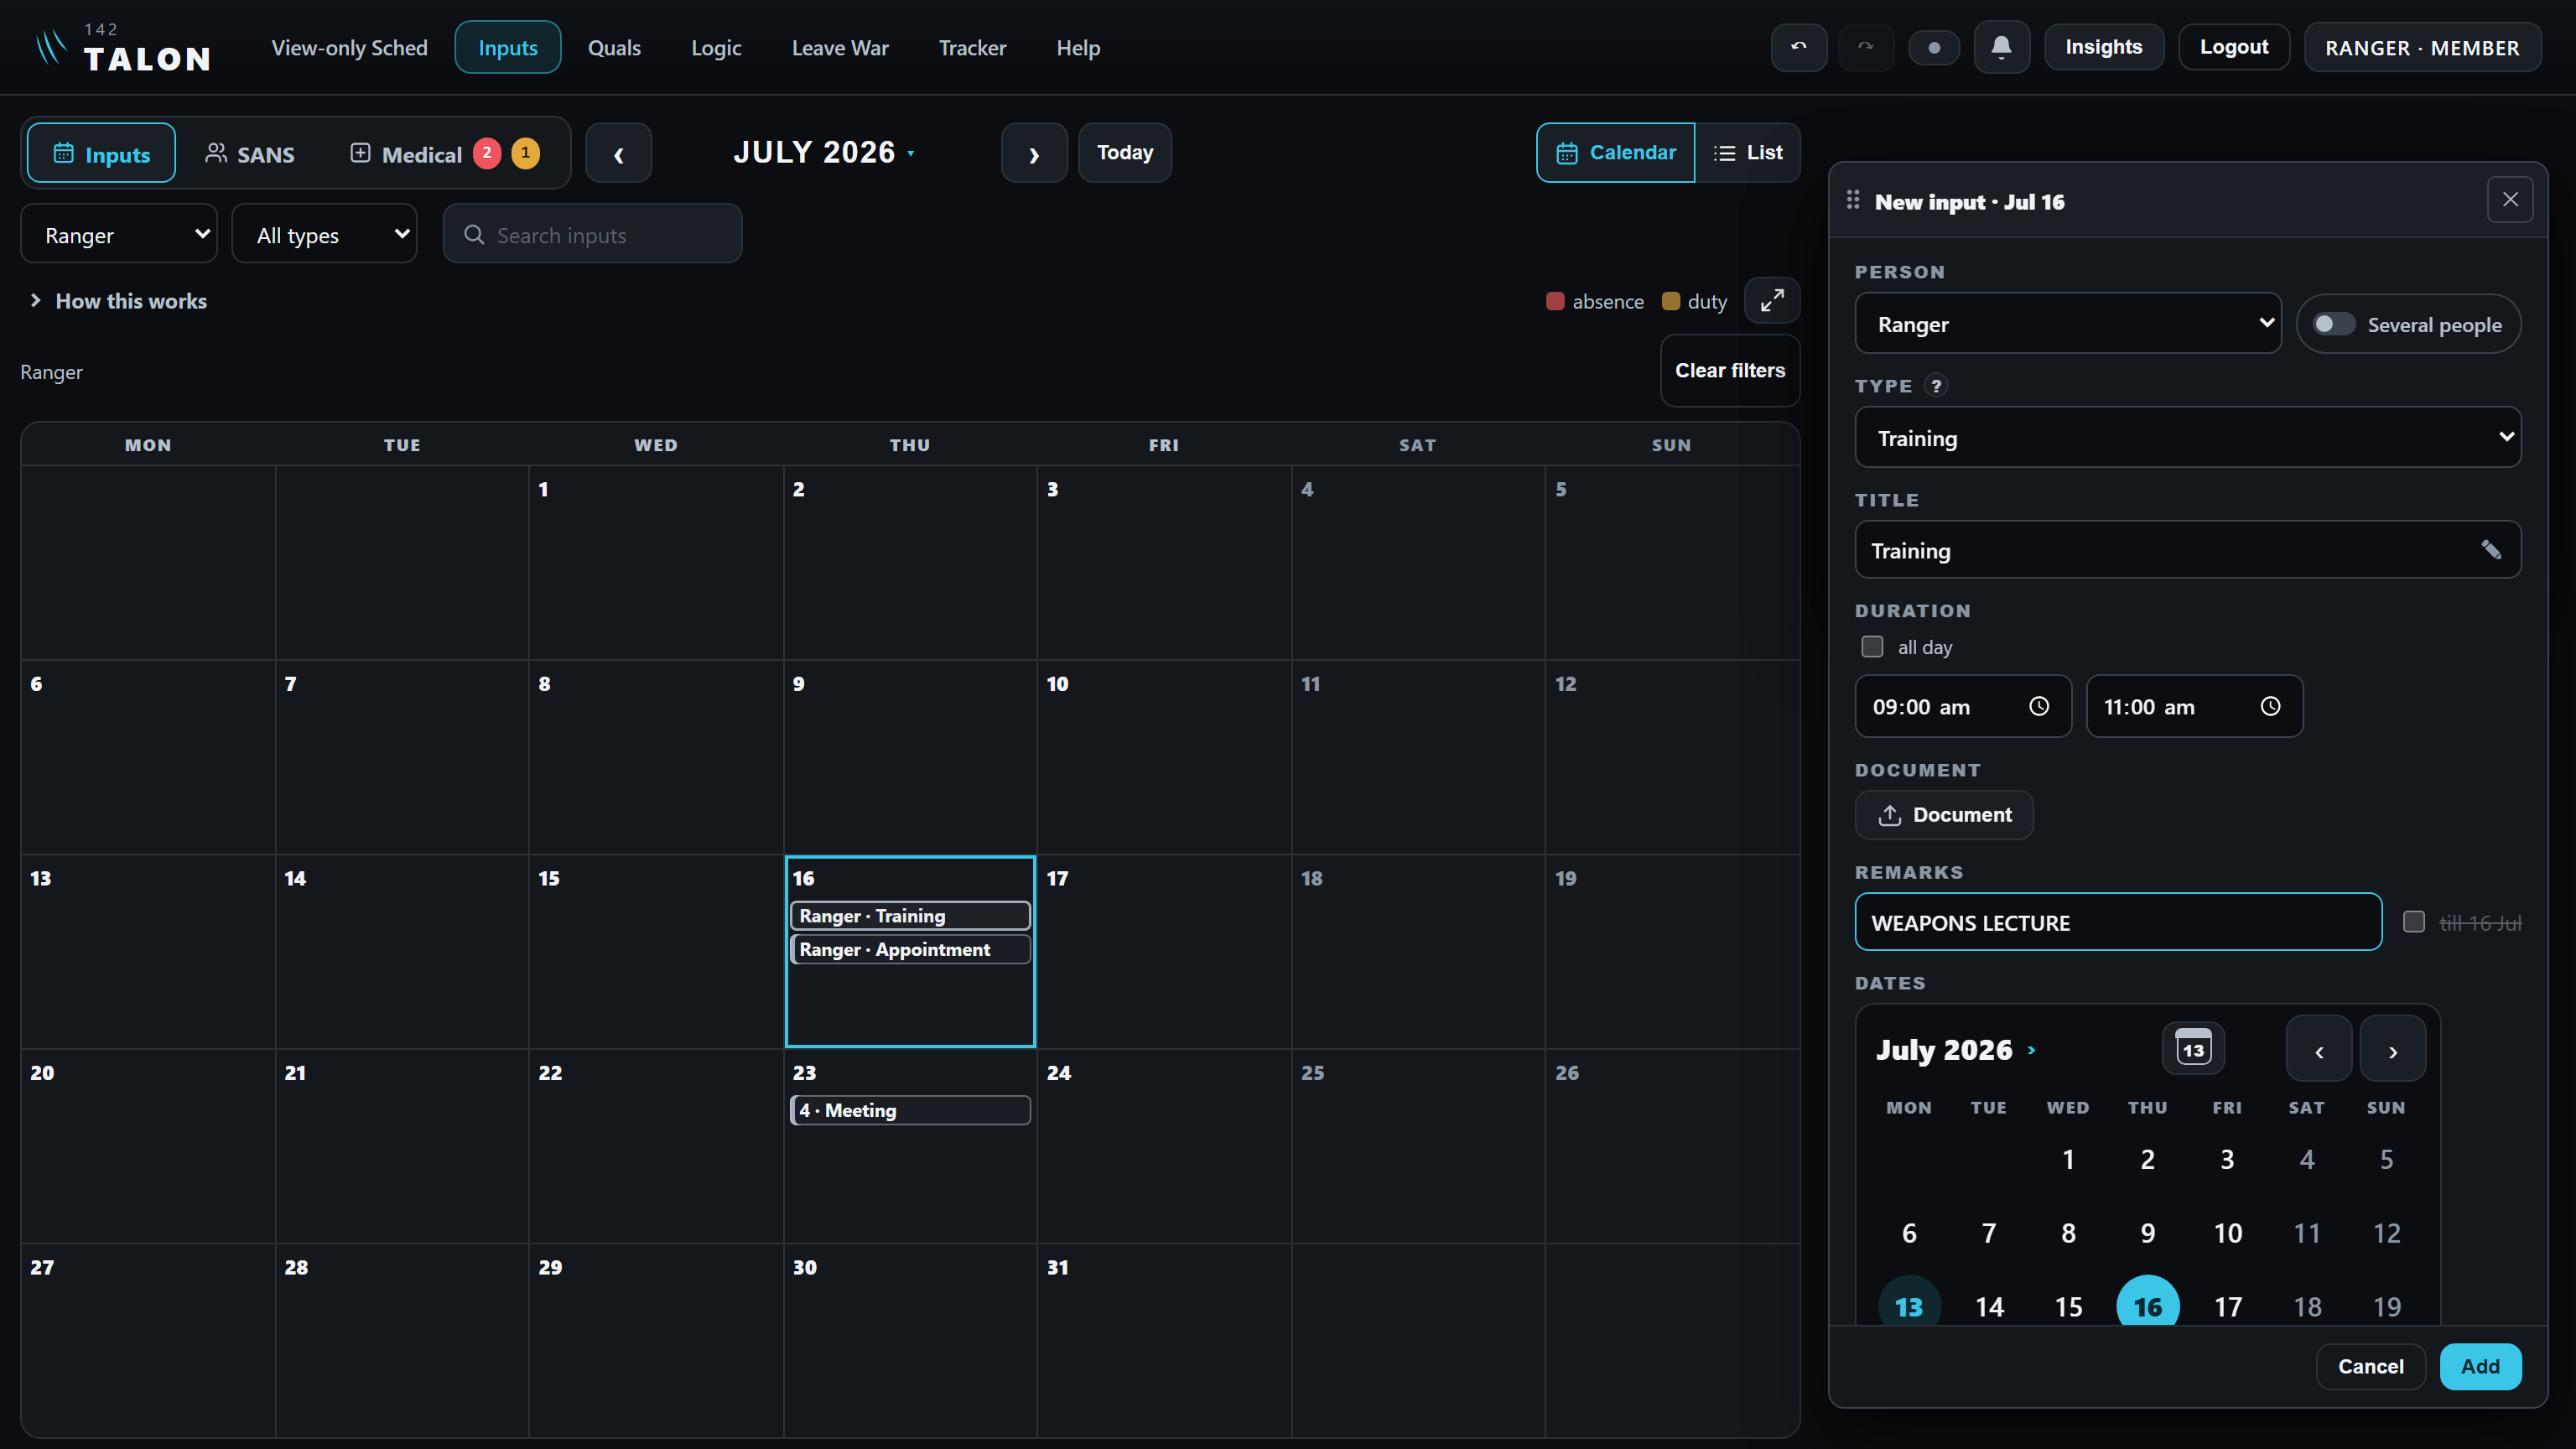 142
TALON
View-only Sched
Inputs
Quals
Logic
Leave War
Tracker
Help
Insights
Logout
RANGER · MEMBER
Inputs
SANS
Medical 2 1
‹
JULY 2026
›
Today
Calendar
List
Ranger
All types
Search inputs
How this works
absence
duty
Ranger
Clear filters
MON TUE WED THU FRI SAT SUN
1 2 3 4 5
6 7 8 9 10 11 12
13 14 15 16 17 18 19
Ranger · Training
Ranger · Appointment
20 21 22 23 24 25 26
4 · Meeting
27 28 29 30 31
New input · Jul 16
PERSON
Ranger
Several people
TYPE ?
Training
TITLE
Training
DURATION
all day
09:00 am
11:00 am
DOCUMENT
Document
REMARKS
WEAPONS LECTURE
till 16 Jul
DATES
July 2026 ›
13
‹ ›
MON TUE WED THU FRI SAT SUN
1 2 3 4 5
6 7 8 9 10 11 12
13 14 15 16 17 18 19
Cancel
Add